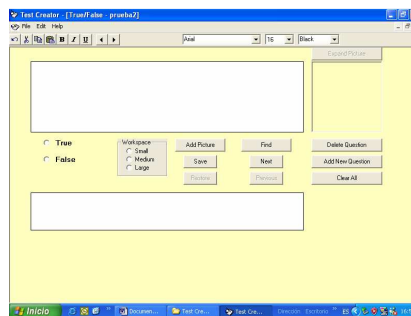 Test Creator - [True/False - prueba2]
File Edit Help
B I U Arial 16 Black
Expand Picture
True
False
Workspace
Small
Medium
Large
Add Picture Find Delete Question
Save Next Add New Question
Previous Clear All
Inicio Documen... Test Cre... Test Cre... Dirección Escritorio ES